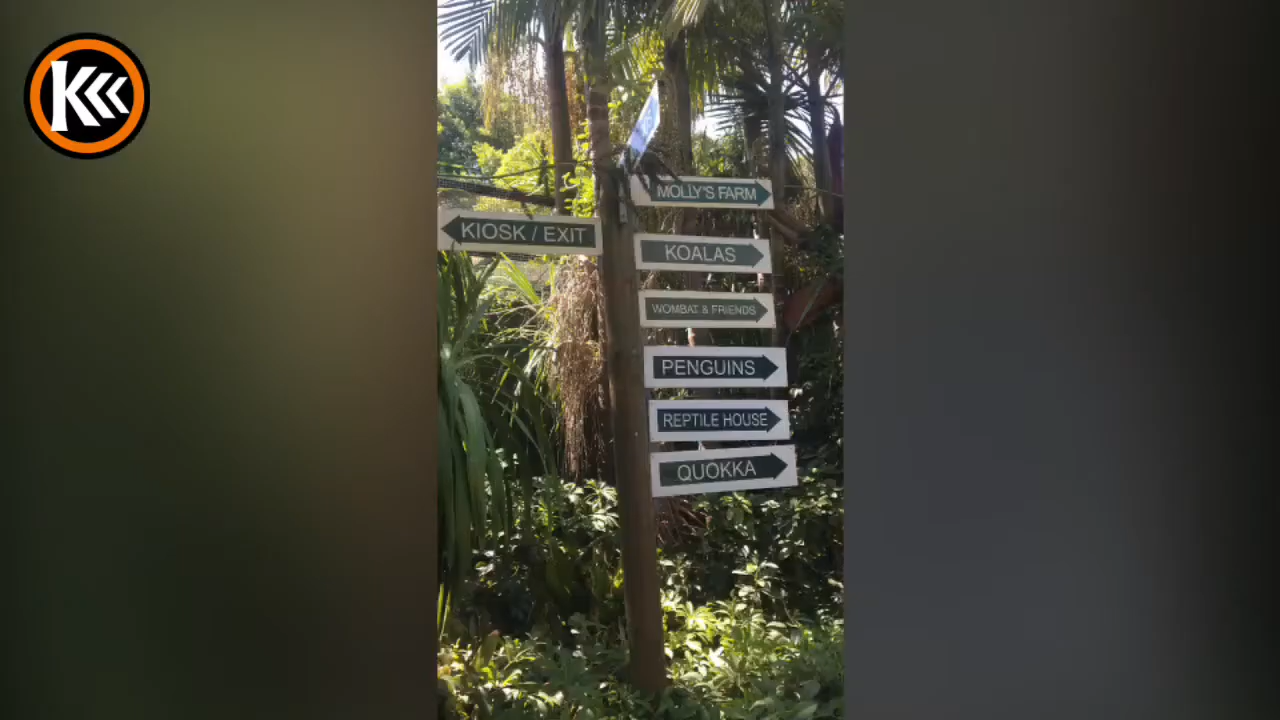 K
MOLLY'S FARM
KIOSK / EXIT
KOALAS
WOMBAT & FRIENDS
PENGUINS
REPTILE HOUSE
QUOKKA